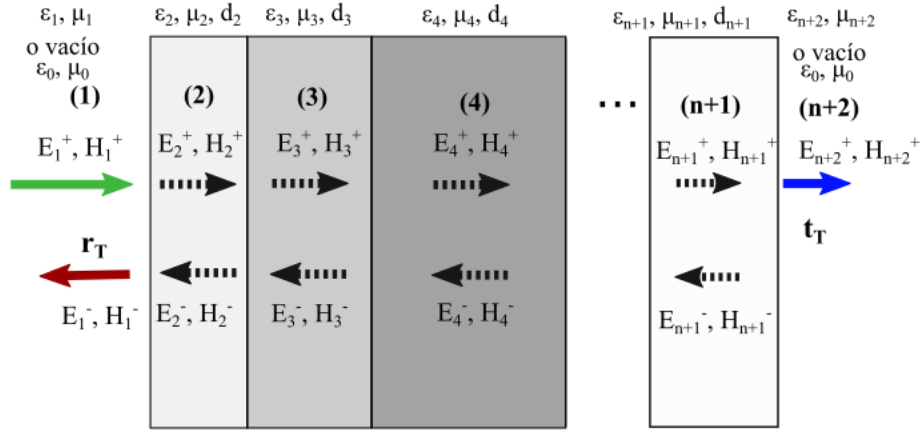 ε₁, μ₁ ε₂, μ₂, d₂ ε₃, μ₃, d₃ ε₄, μ₄, d₄ εₙ₊₁, μₙ₊₁, dₙ₊₁ εₙ₊₂, μₙ₊₂
o vacío o vacío
ε₀, μ₀ ε₀, μ₀
(1) (2) (3) (4) ... (n+1) (n+2)
E₁⁺, H₁⁺ E₂⁺, H₂⁺ E₃⁺, H₃⁺ E₄⁺, H₄⁺ Eₙ₊₁⁺, Hₙ₊₁⁺ Eₙ₊₂⁺, Hₙ₊₂⁺
r_T t_T
E₁⁻, H₁⁻ E₂⁻, H₂⁻ E₃⁻, H₃⁻ E₄⁻, H₄⁻ Eₙ₊₁⁻, Hₙ₊₁⁻